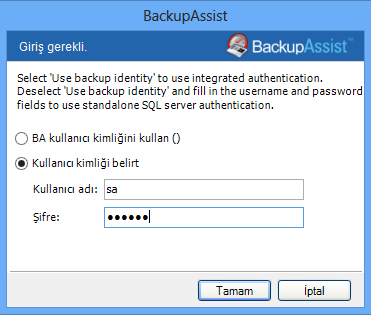 BackupAssist
Giriş gerekli.
BackupAssist™
Select 'Use backup identity' to use integrated authentication.
Deselect 'Use backup identity' and fill in the username and password
fields to use standalone SQL server authentication.
BA kullanıcı kimliğini kullan ()
Kullanıcı kimliği belirt
Kullanıcı adı: sa
Şifre: ●●●●●●
Tamam İptal